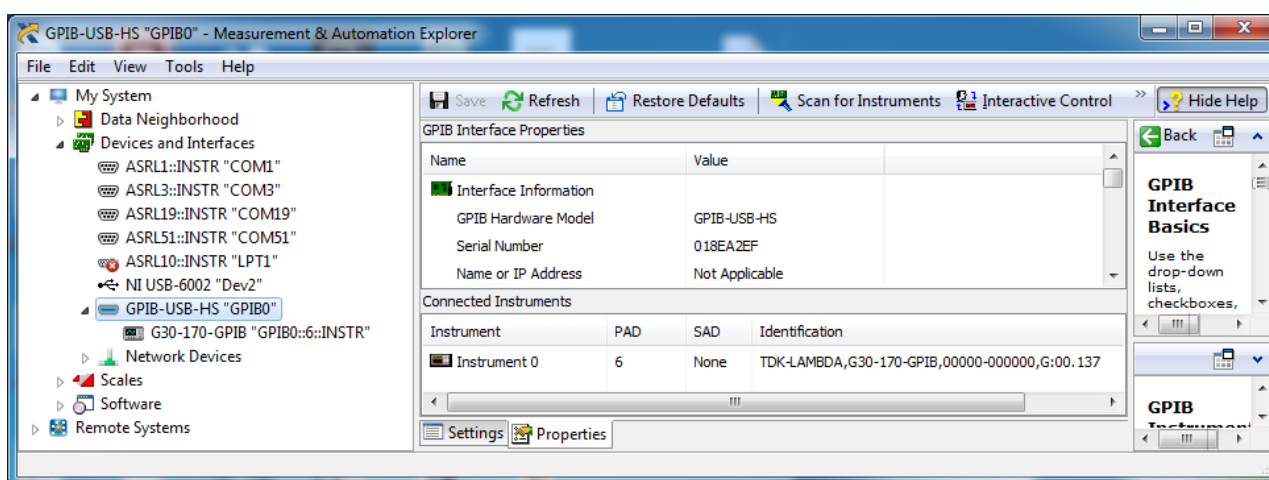 GPIB-USB-HS "GPIB0" - Measurement & Automation Explorer
File Edit View Tools Help
My System
Data Neighborhood
Devices and Interfaces
ASRL1::INSTR "COM1"
ASRL3::INSTR "COM3"
ASRL19::INSTR "COM19"
ASRL51::INSTR "COM51"
ASRL10::INSTR "LPT1"
NI USB-6002 "Dev2"
GPIB-USB-HS "GPIB0"
G30-170-GPIB "GPIB0::6::INSTR"
Network Devices
Scales
Software
Remote Systems
Save Refresh Restore Defaults Scan for Instruments Interactive Control » Hide Help
GPIB Interface Properties
Name Value
Interface Information
GPIB Hardware Model GPIB-USB-HS
Serial Number 018EA2EF
Name or IP Address Not Applicable
Connected Instruments
Instrument PAD SAD Identification
Instrument 0 6 None TDK-LAMBDA,G30-170-GPIB,00000-000000,G:00.137
Settings Properties
Back
GPIB
Interface
Basics
Use the
drop-down
lists,
checkboxes,
GPIB
Instrument